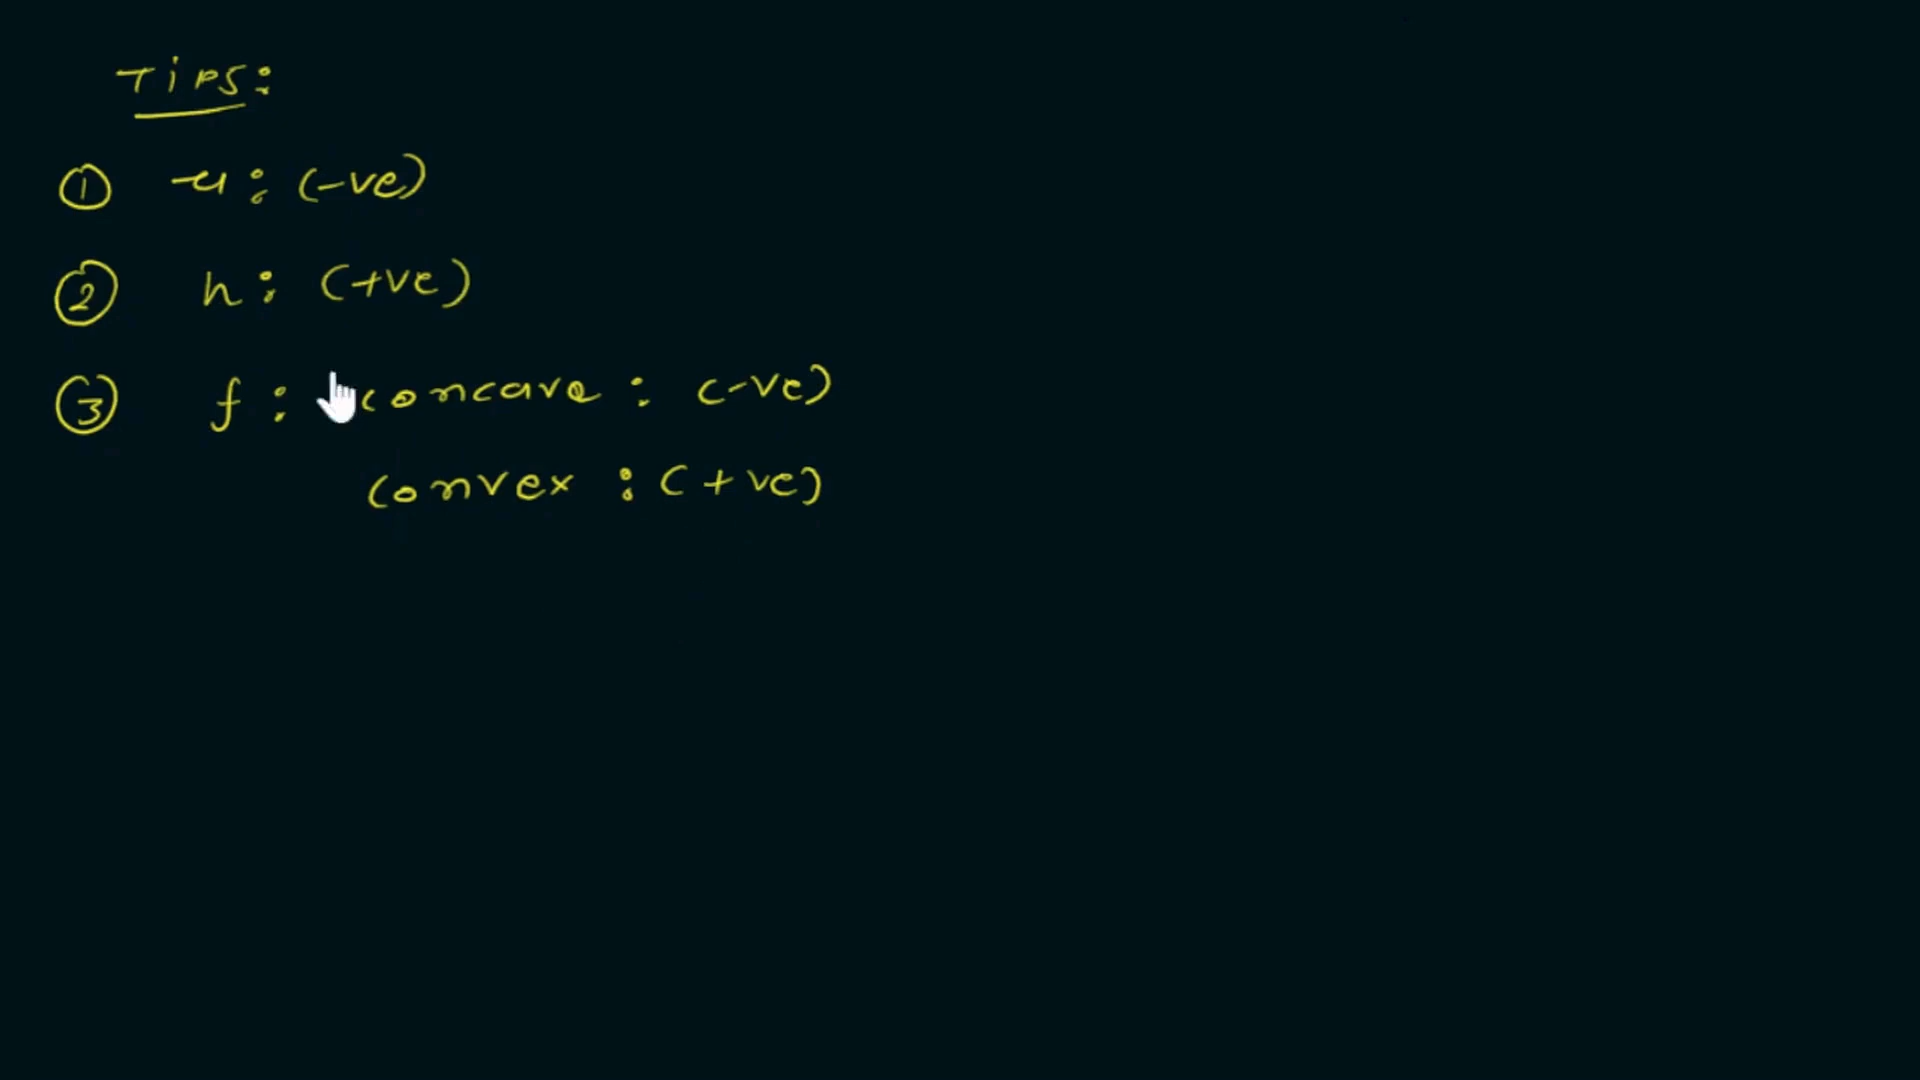 Tips:
① u: (-ve)
② h: (+ve)
③ f: concave: (-ve)
convex: (+ve)